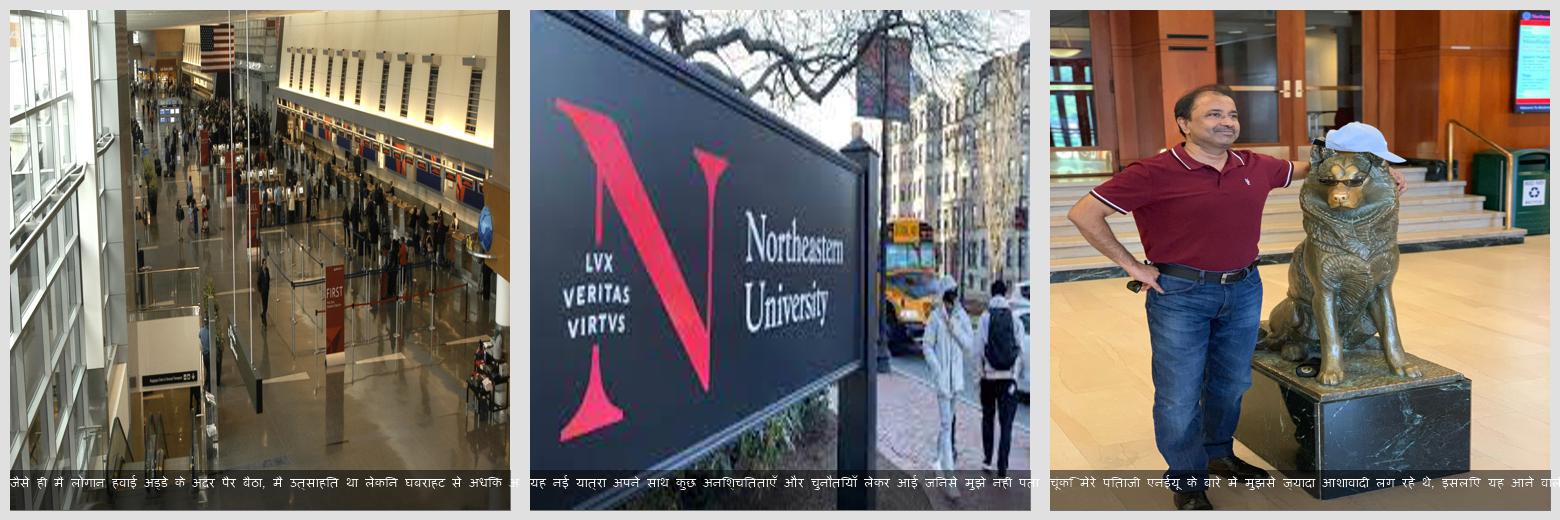 जैसे ही मैं लोगान हवाई अड्डे के अंदर पैर बैठा, मैं उत्साहित था लेकिन घबराहट से अधिक
यह नई यात्रा अपने साथ कुछ अनिश्चितताएँ और चुनौतियाँ लेकर आई जिनसे मुझे नहीं पता
चूंकि मेरे पिताजी एनईयू के बारे में मुझसे ज्यादा आशावादी लग रहे थे, इसलिए यह आने
FIRST
N
LVX
VERITAS
VIRTVS
Northeastern
University